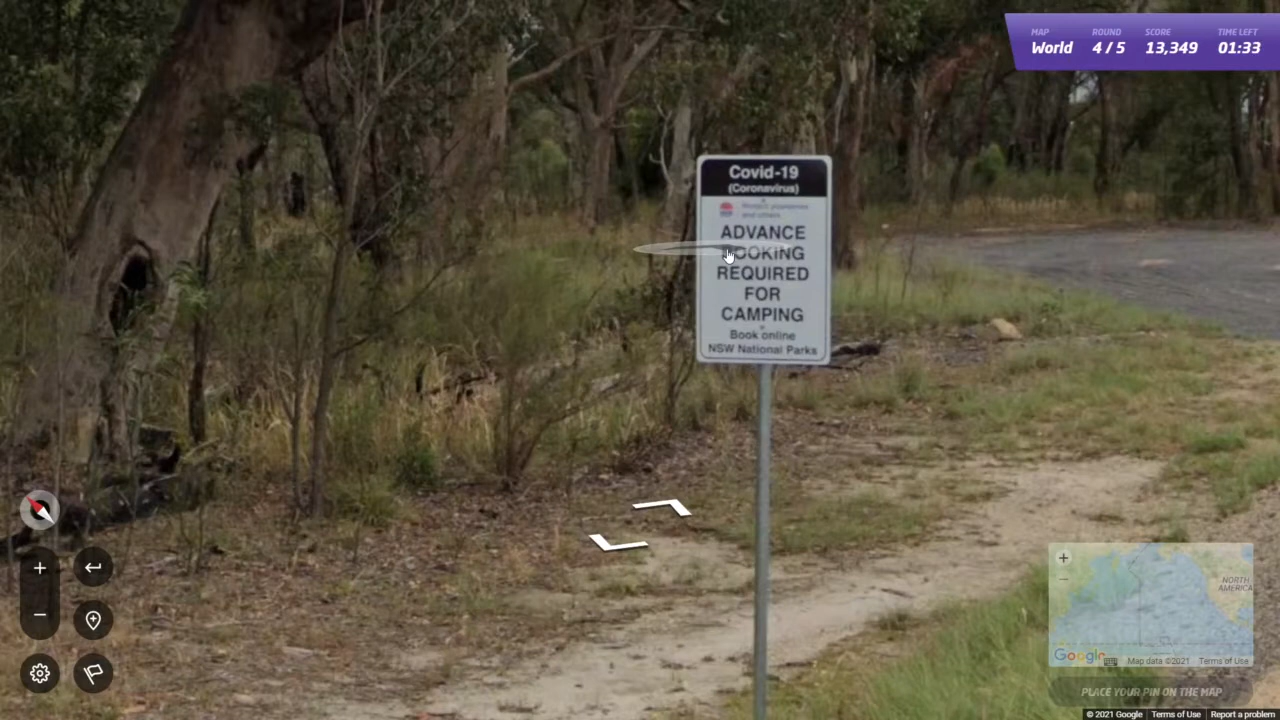 MAP
World
ROUND
4 / 5
SCORE
13,349
TIME LEFT
01:33
Covid-19
(Coronavirus)
and others
ADVANCE
BOOKING
REQUIRED
FOR
CAMPING
Book online
NSW National Parks
NORTH
AMERICA
Google
Map data ©2021
Terms of Use
PLACE YOUR PIN ON THE MAP
© 2021 Google
Terms of Use
Report a problem